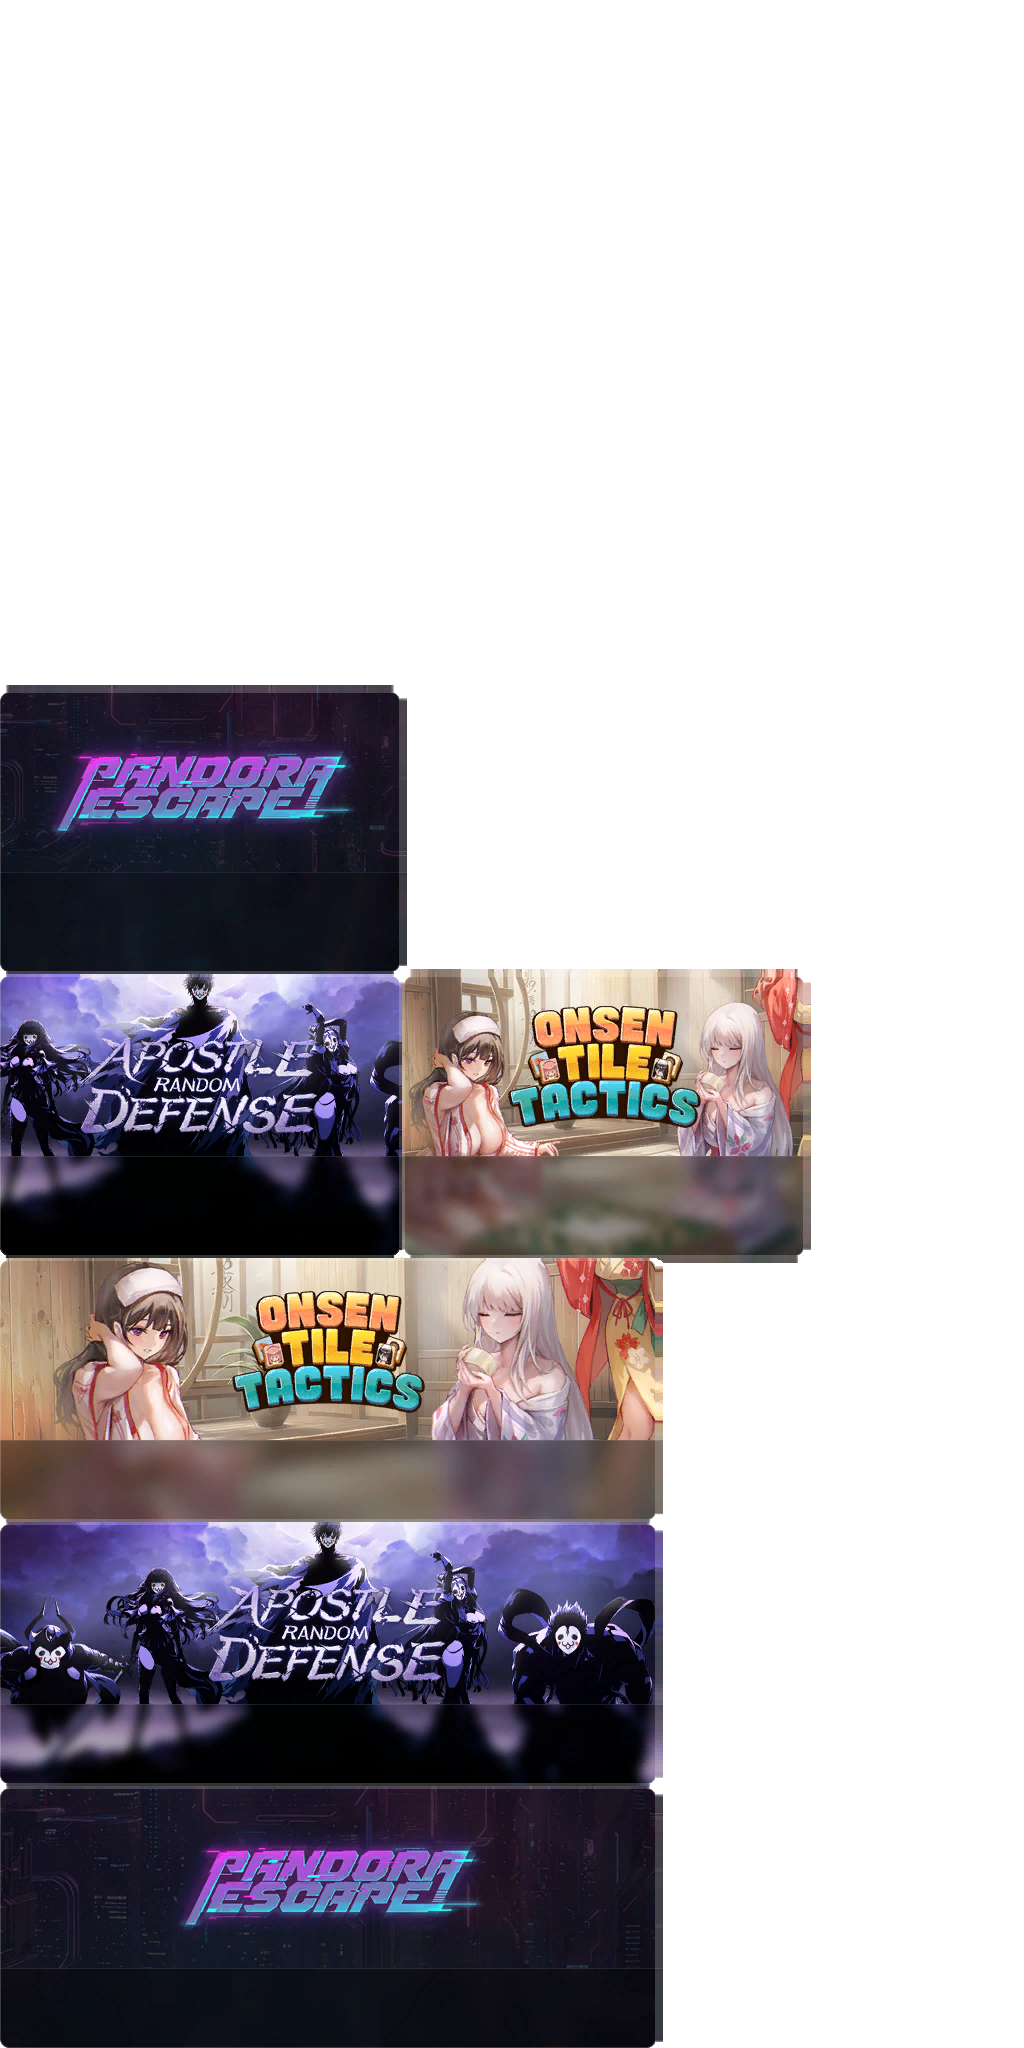 PANDORA
ESCAPE!
APOSTLE
RANDOM
DEFENSE
ONSEN
TILE
TACTICS
ONSEN
TILE
TACTICS
APOSTLE
RANDOM
DEFENSE
PANDORA
ESCAPE!